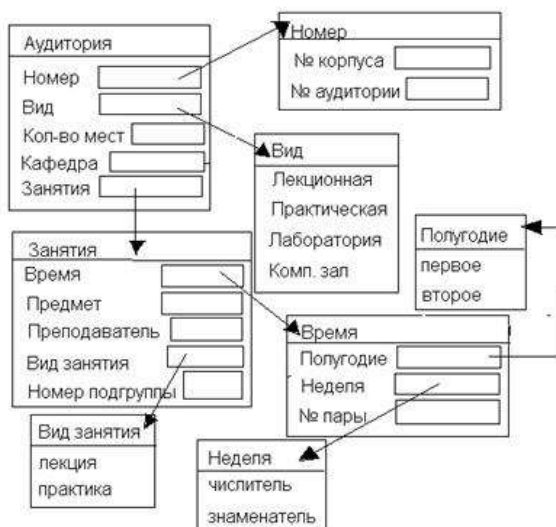 Аудитория
Номер
Вид
Кол-во мест
Кафедра
Занятия
Номер
№ корпуса
№ аудитории
Вид
Лекционная
Практическая
Лаборатория
Комп. зал
Полугодие
первое
второе
Занятия
Время
Предмет
Преподаватель
Вид занятия
Номер подгруппы
Время
Полугодие
Неделя
№ пары
Вид занятия
лекция
практика
Неделя
числитель
знаменатель